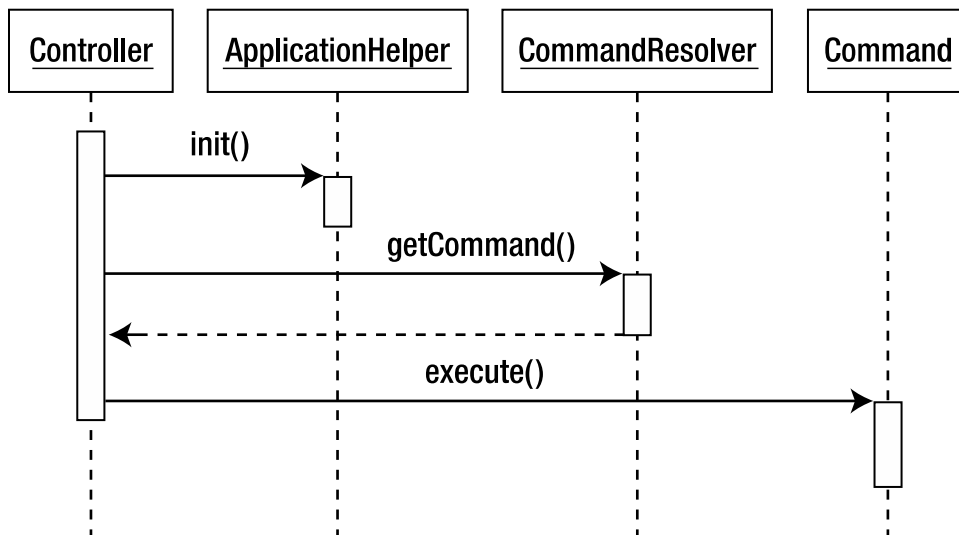 Controller
ApplicationHelper
CommandResolver
Command
init()
getCommand()
execute()